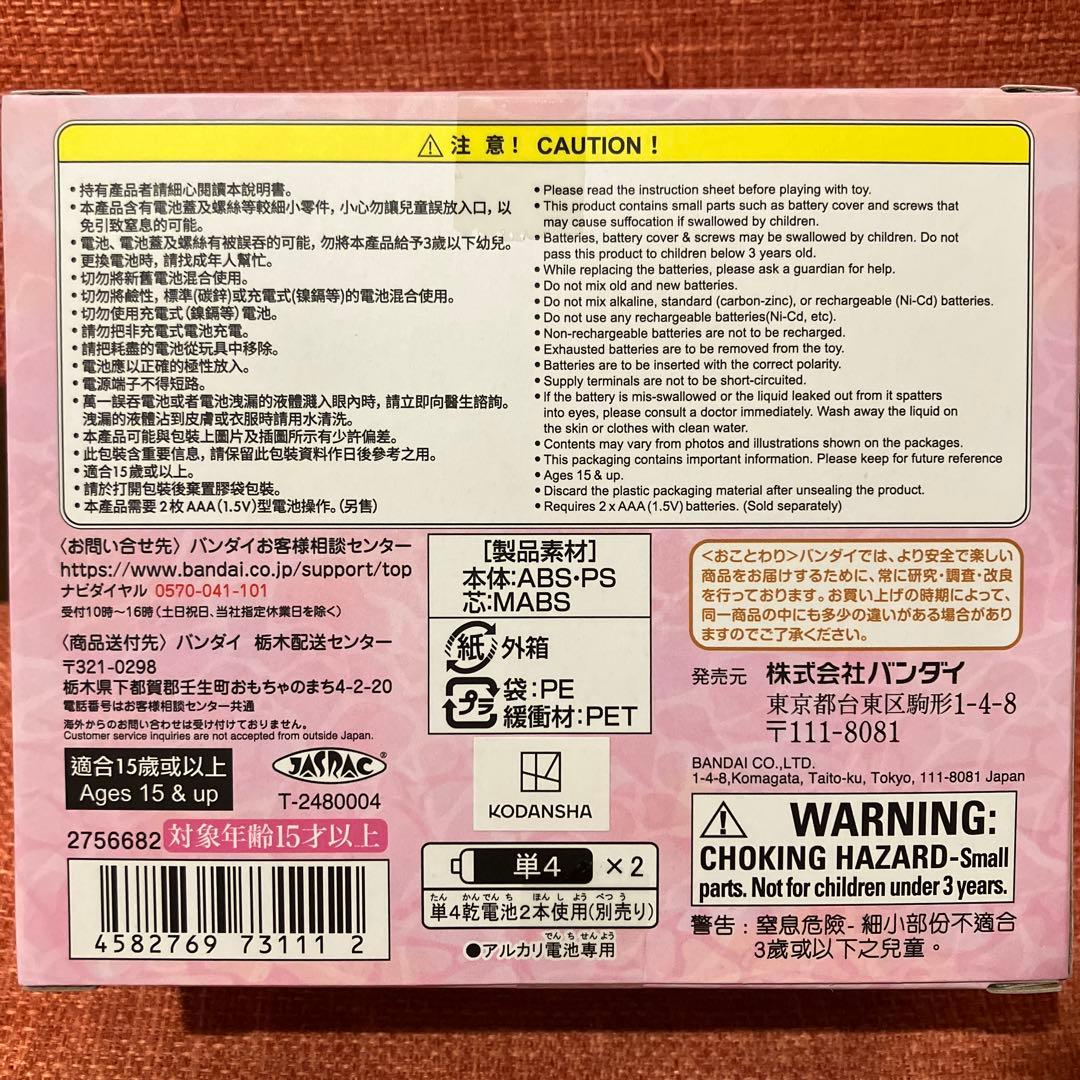 ⚠注 意! CAUTION!
• 持有產品者請細心閱讀本說明書。
• 本產品含有電池蓋及螺絲等較細小零件，小心勿讓兒童誤放入口，以
免引致窒息的可能。
• 電池、電池蓋及螺絲有被誤吞的可能，勿將本產品給予3歲以下幼兒。
• 更換電池時，請找成年人幫忙。
• 切勿將新舊電池混合使用。
• 切勿將鹼性，標準(碳鋅)或充電式(鎳鎘等)的電池混合使用。
• 切勿使用充電式(鎳鎘等)電池。
• 請勿把非充電式電池充電。
• 請把耗盡的電池從玩具中移除。
• 電池應以正確的極性放入。
• 電源端子不得短路。
• 萬一誤吞電池或者電池洩漏的液體濺入眼內時，請立即向醫生諮詢。
洩漏的液體沾到皮膚或衣服時請用水清洗。
• 本產品可能與包裝上圖片及插圖所示有少許偏差。
• 此包裝含重要信息，請保留此包裝資料作日後參考之用。
• 適合15歲或以上。
• 請於打開包裝後棄置膠袋包裝。
• 本產品需要2枚AAA(1.5V)型電池操作。(另售)
• Please read the instruction sheet before playing with toy.
• This product contains small parts such as battery cover and screws that
may cause suffocation if swallowed by children.
• Batteries, battery cover & screws may be swallowed by children. Do not
pass this product to children below 3 years old.
• While replacing the batteries, please ask a guardian for help.
• Do not mix old and new batteries.
• Do not mix alkaline, standard (carbon-zinc), or rechargeable (Ni-Cd) batteries.
• Do not use any rechargeable batteries(Ni-Cd, etc).
• Non-rechargeable batteries are not to be recharged.
• Exhausted batteries are to be removed from the toy.
• Batteries are to be inserted with the correct polarity.
• Supply terminals are not to be short-circuited.
• If the battery is mis-swallowed or the liquid leaked out from it spatters
into eyes, please consult a doctor immediately. Wash away the liquid on
the skin or clothes with clean water.
• Contents may vary from photos and illustrations shown on the packages.
• This packaging contains important information. Please keep for future reference
• Ages 15 & up.
• Discard the plastic packaging material after unsealing the product.
• Requires 2 x AAA (1.5V) batteries. (Sold separately)
〈お問い合せ先〉バンダイお客様相談センター
https://www.bandai.co.jp/support/top
ナビダイヤル 0570-041-101
受付10時〜16時(土日祝日、当社指定休業日を除く)
〈商品送付先〉バンダイ 栃木配送センター
〒321-0298
栃木県下都賀郡壬生町おもちゃのまち4-2-20
電話番号はお客様相談センター共通
海外からのお問い合わせは受け付けておりません。
Customer service inquiries are not accepted from outside Japan.
適合15歲或以上
Ages 15 & up
JASRAC®
T-2480004
2756682 対象年齢15才以上
4582769 73111 2
[製品素材]
本体:ABS・PS
芯:MABS
紙 外箱
プラ 袋:PE
緩衝材:PET
KODANSHA
単4 ×2
たん かんでんち ほんしよう べつう
単4乾電池2本使用(別売り)
でんちせんよう
●アルカリ電池専用
<おことわり>バンダイでは、より安全で楽しい
商品をお届けするために、常に研究・調査・改良
を行っております。お買い上げの時期によって、
同一商品の中にも多少の違いがある場合があり
ますのでご了承ください。
発売元 株式会社バンダイ
東京都台東区駒形1-4-8
〒111-8081
BANDAI CO.,LTD.
1-4-8,Komagata, Taito-ku, Tokyo, 111-8081 Japan
⚠ WARNING:
CHOKING HAZARD-Small
parts. Not for children under 3 years.
警告：窒息危險- 細小部份不適合
3歲或以下之兒童。